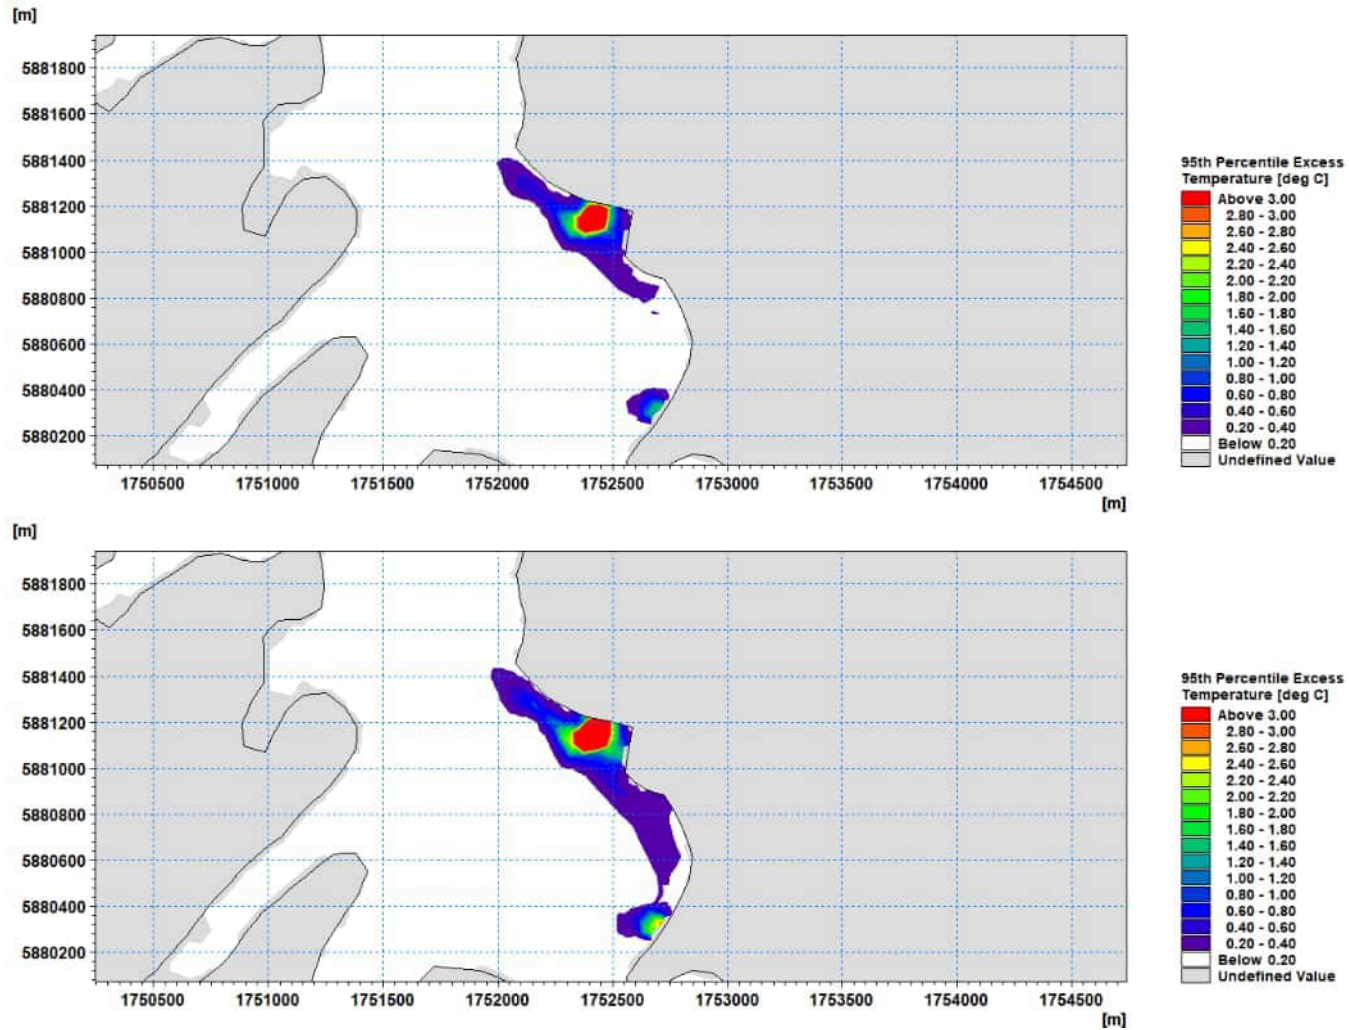 [m]
5881800
5881600
5881400
5881200
5881000
5880800
5880600
5880400
5880200
1750500 1751000 1751500 1752000 1752500 1753000 1753500 1754000 1754500
[m]
95th Percentile Excess
Temperature [deg C]
Above 3.00
2.80 - 3.00
2.60 - 2.80
2.40 - 2.60
2.20 - 2.40
2.00 - 2.20
1.80 - 2.00
1.60 - 1.80
1.40 - 1.60
1.20 - 1.40
1.00 - 1.20
0.80 - 1.00
0.60 - 0.80
0.40 - 0.60
0.20 - 0.40
Below 0.20
Undefined Value
[m]
5881800
5881600
5881400
5881200
5881000
5880800
5880600
5880400
5880200
1750500 1751000 1751500 1752000 1752500 1753000 1753500 1754000 1754500
[m]
95th Percentile Excess
Temperature [deg C]
Above 3.00
2.80 - 3.00
2.60 - 2.80
2.40 - 2.60
2.20 - 2.40
2.00 - 2.20
1.80 - 2.00
1.60 - 1.80
1.40 - 1.60
1.20 - 1.40
1.00 - 1.20
0.80 - 1.00
0.60 - 0.80
0.40 - 0.60
0.20 - 0.40
Below 0.20
Undefined Value